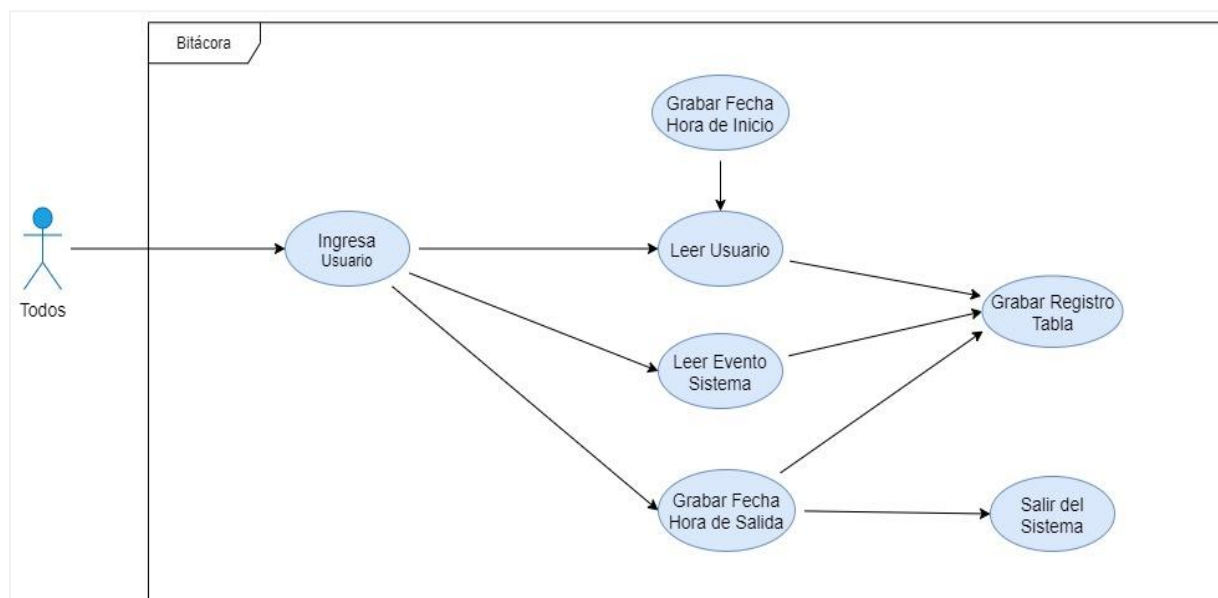 Bitácora
Grabar Fecha
Hora de Inicio
Ingresa
Usuario
Leer Usuario
Todos
Grabar Registro
Tabla
Leer Evento
Sistema
Grabar Fecha
Hora de Salida
Salir del
Sistema